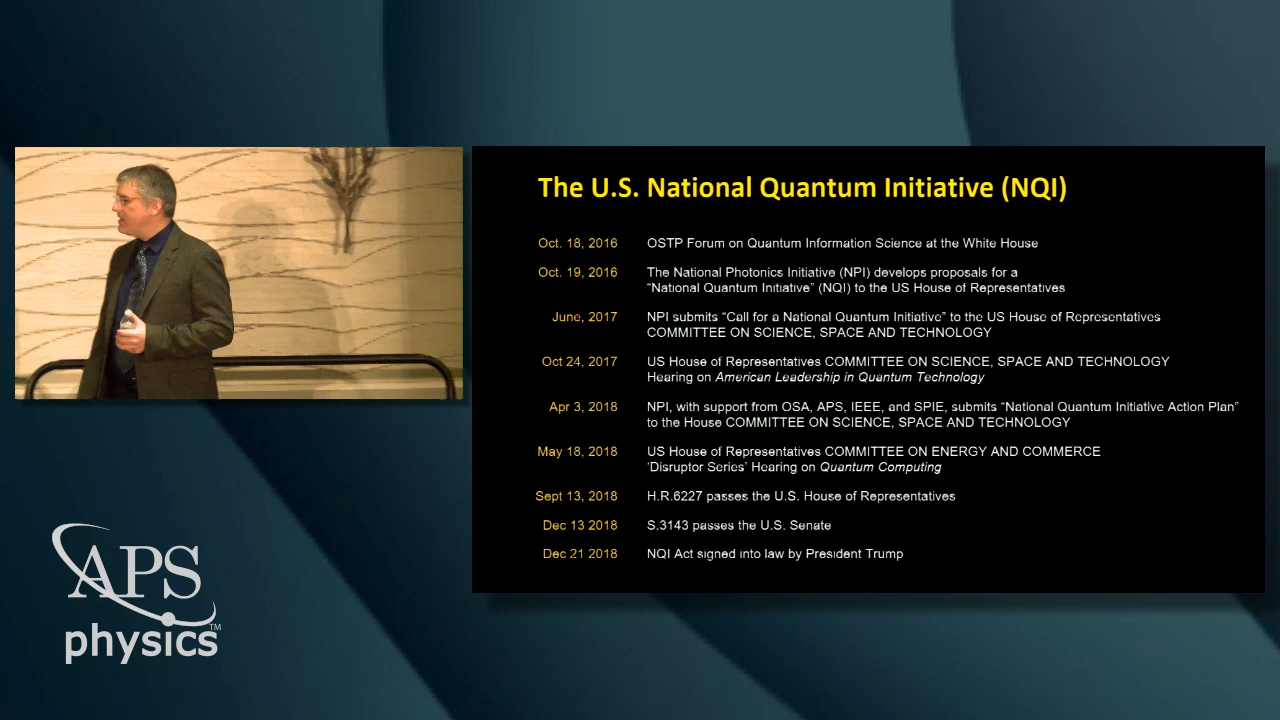 The U.S. National Quantum Initiative (NQI)
Oct. 18, 2016 OSTP Forum on Quantum Information Science at the White House
Oct. 19, 2016 The National Photonics Initiative (NPI) develops proposals for a
“National Quantum Initiative” (NQI) to the US House of Representatives
June, 2017 NPI submits “Call for a National Quantum Initiative” to the US House of Representatives
COMMITTEE ON SCIENCE, SPACE AND TECHNOLOGY
Oct 24, 2017 US House of Representatives COMMITTEE ON SCIENCE, SPACE AND TECHNOLOGY
Hearing on American Leadership in Quantum Technology
Apr 3, 2018 NPI, with support from OSA, APS, IEEE, and SPIE, submits “National Quantum Initiative Action Plan”
to the House COMMITTEE ON SCIENCE, SPACE AND TECHNOLOGY
May 18, 2018 US House of Representatives COMMITTEE ON ENERGY AND COMMERCE
‘Disruptor Series’ Hearing on Quantum Computing
Sept 13, 2018 H.R.6227 passes the U.S. House of Representatives
Dec 13 2018 S.3143 passes the U.S. Senate
Dec 21 2018 NQI Act signed into law by President Trump
APS
physics™